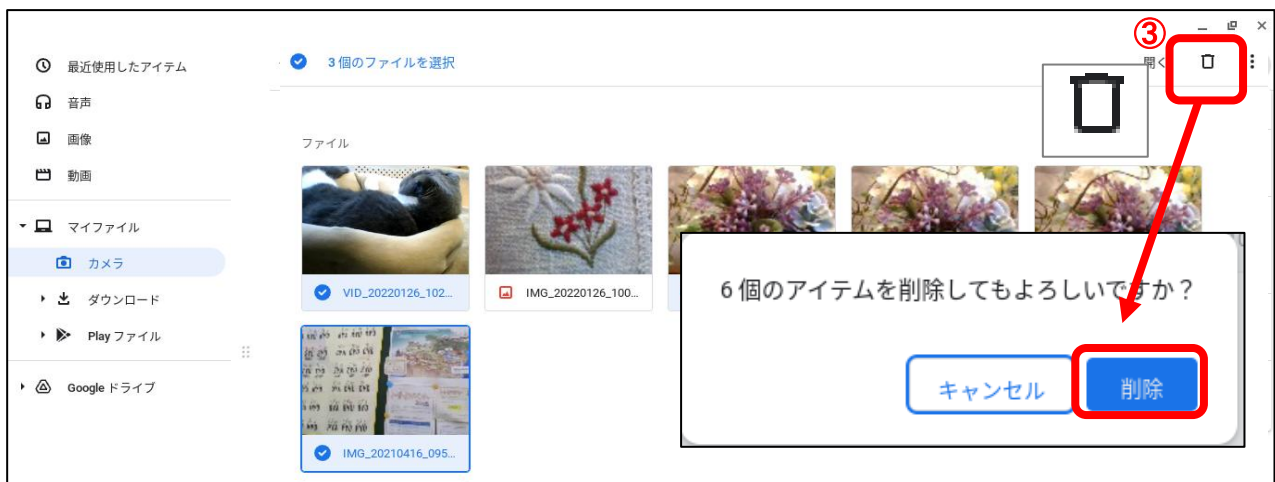 ③
最近使用したアイテム
3 個のファイルを選択
開く
音声
画像
ファイル
動画
マイファイル
カメラ
VID_20220126_102...
IMG_20220126_100...
ダウンロード
Play ファイル
Google ドライブ
IMG_20210416_095...
6 個のアイテムを削除してもよろしいですか？
キャンセル
削除